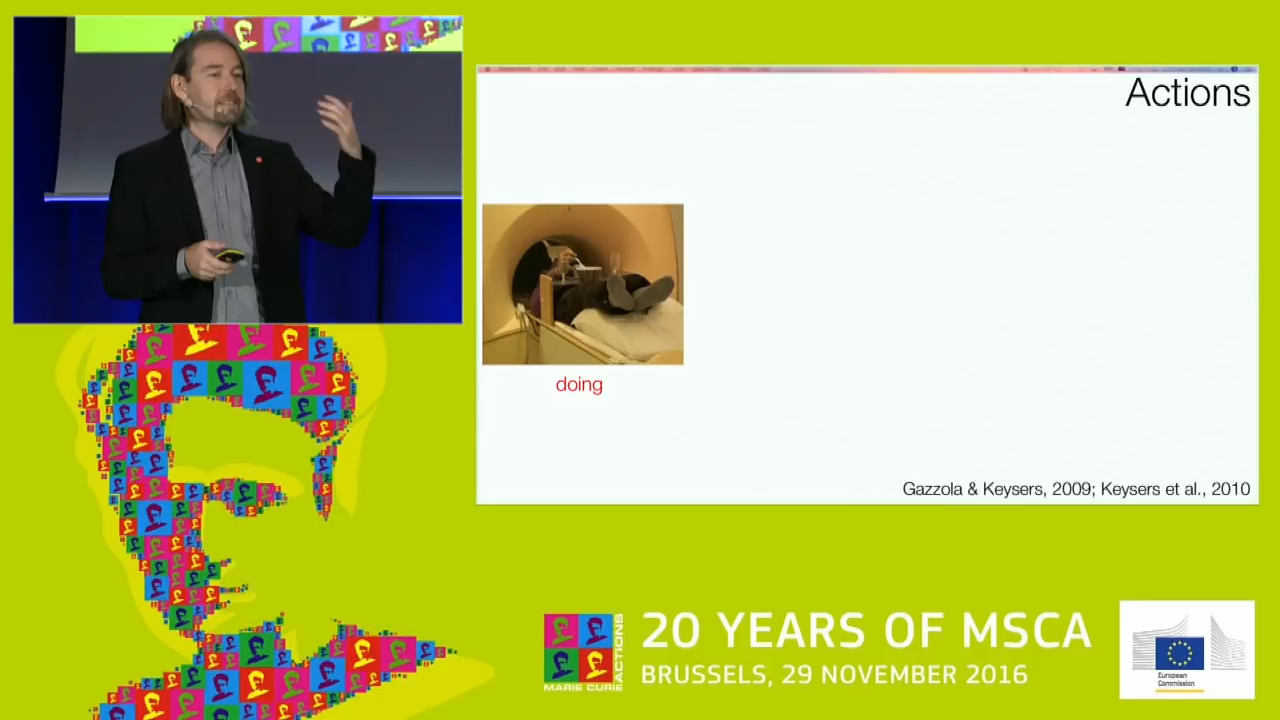 Actions
doing
Gazzola & Keysers, 2009; Keysers et al., 2010
MARIE CURIE
ACTIONS
20 YEARS OF MSCA
BRUSSELS, 29 NOVEMBER 2016
European
Commission